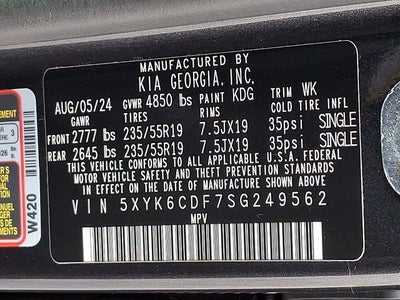 MANUFACTURED BY
KIA GEORGIA, INC.
AUG/05/24 GVWR 4850 lbs PAINT KDG TRIM WK
GAWR TIRES RIMS COLD TIRE INFL
FRONT 2777 lbs 235/55R19 7.5JX19 35psi SINGLE
REAR 2645 lbs 235/55R19 7.5JX19 35psi SINGLE
THIS VEHICLE CONFORMS TO ALL APPLICABLE U.S.A. FEDERAL
MOTOR VEHICLE SAFETY, BUMPER, AND THEFT PREVENTION
STANDARDS IN EFFECT ON THE DATE OF MANUFACTURE SHOWN ABOVE
VIN 5XYK6CDF7SG249562
MPV
W420